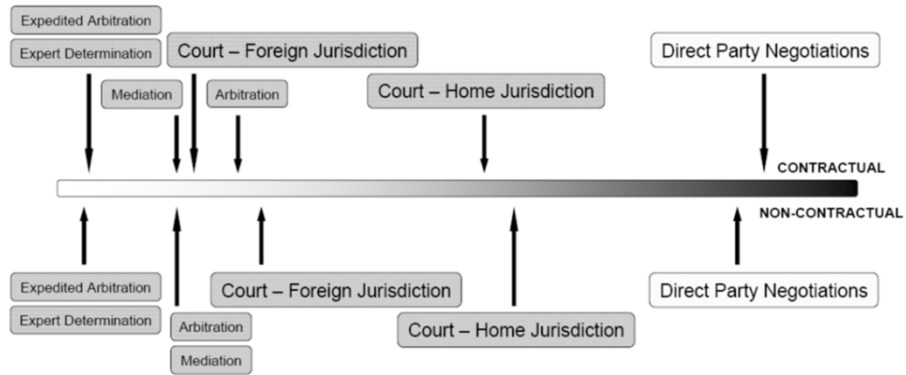 Expedited Arbitration
Expert Determination
Court – Foreign Jurisdiction
Direct Party Negotiations
Mediation
Arbitration
Court – Home Jurisdiction
CONTRACTUAL
NON-CONTRACTUAL
Expedited Arbitration
Expert Determination
Court – Foreign Jurisdiction
Direct Party Negotiations
Arbitration
Mediation
Court – Home Jurisdiction